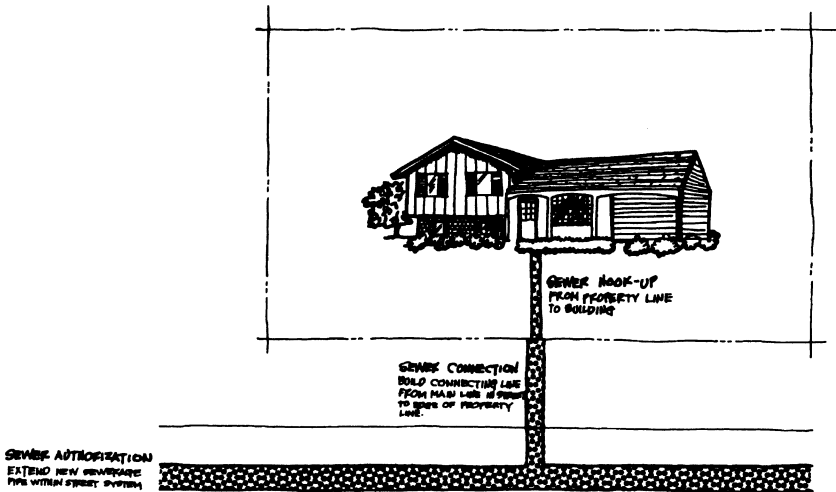 SEWER HOOK-UP
FROM PROPERTY LINE
TO BUILDING
SEWER CONNECTION
BUILD CONNECTING LINE
FROM MAIN LINE IN STREET
TO EDGE OF PROPERTY
LINE.
SEWER AUTHORIZATION
EXTEND NEW SEWERAGE
PIPE WITHIN STREET SYSTEM